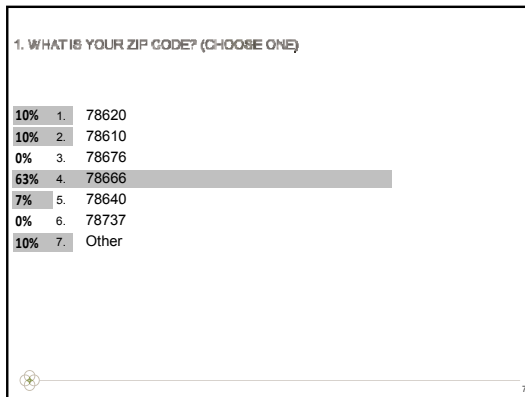 1. WHAT IS YOUR ZIP CODE? (CHOOSE ONE)
10% 1. 78620
10% 2. 78610
0% 3. 78676
63% 4. 78666
7% 5. 78640
0% 6. 78737
10% 7. Other
7